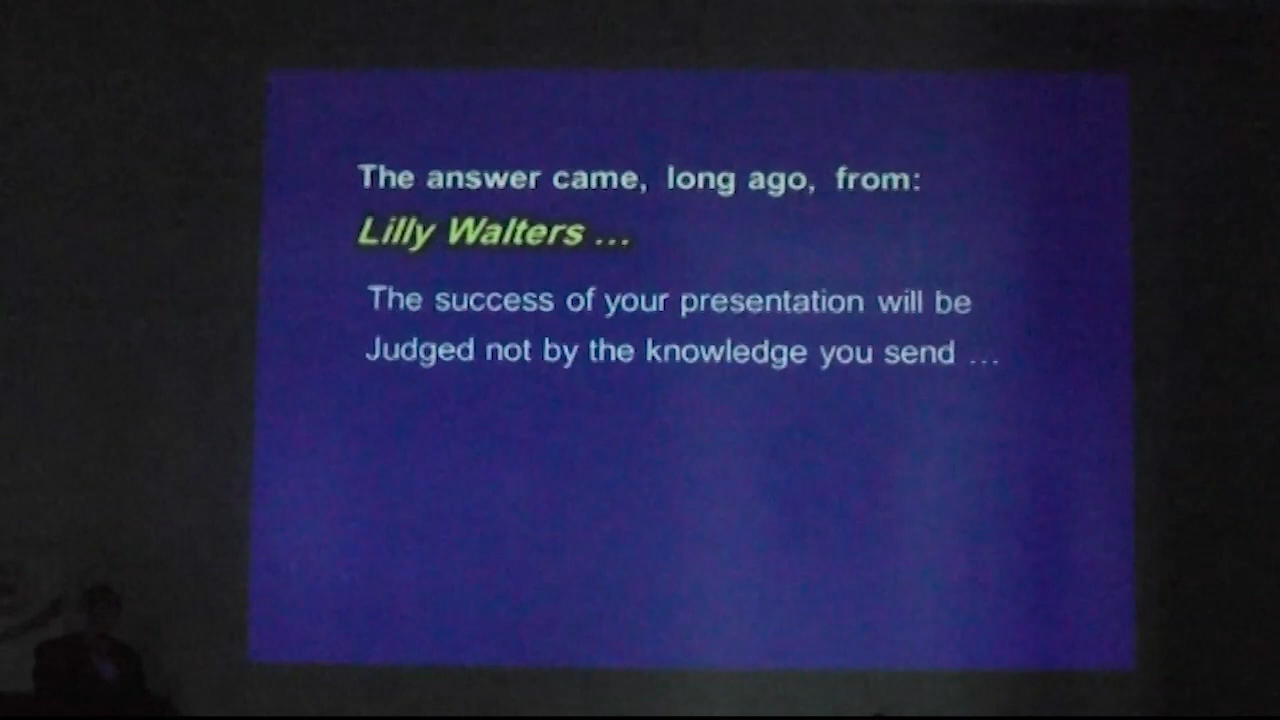 The answer came, long ago, from:
Lilly Walters ...
The success of your presentation will be
Judged not by the knowledge you send ...